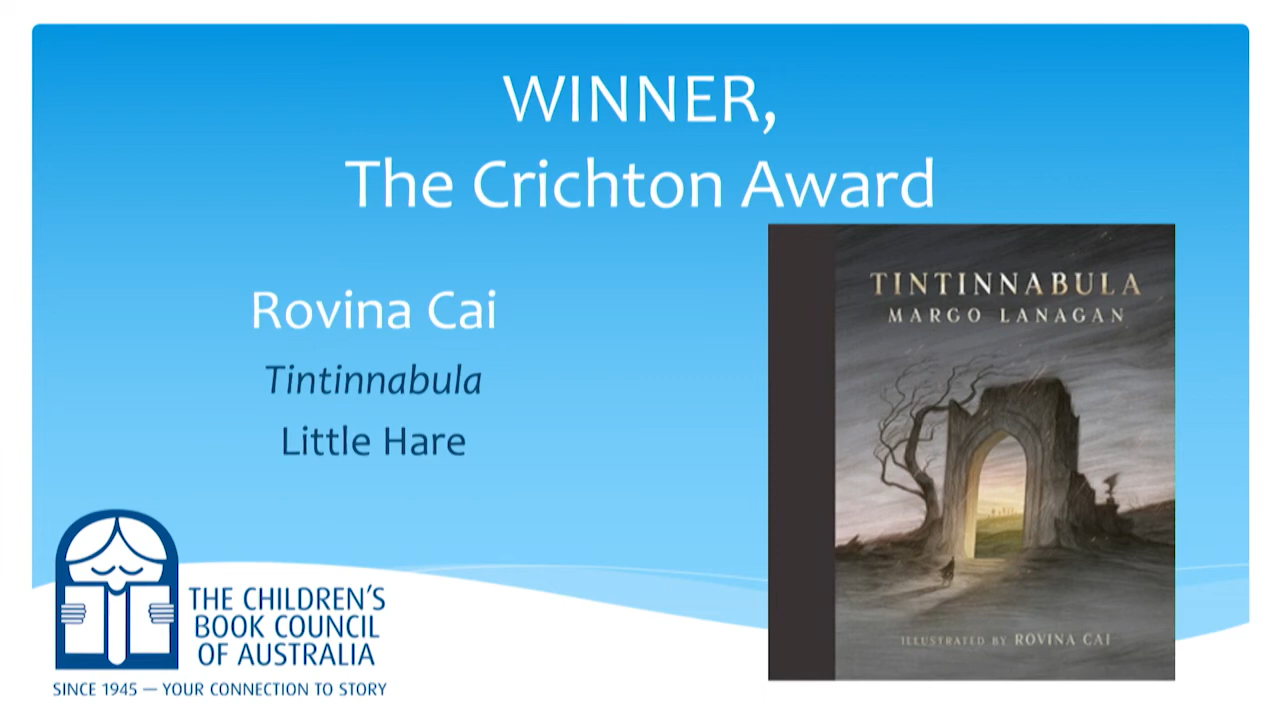 WINNER,
The Crichton Award
Rovina Cai
Tintinnabula
Little Hare
TINTINNABULA
MARGO LANAGAN
ILLUSTRATED BY ROVINA CAI
THE CHILDREN'S
BOOK COUNCIL
OF AUSTRALIA
SINCE 1945 — YOUR CONNECTION TO STORY